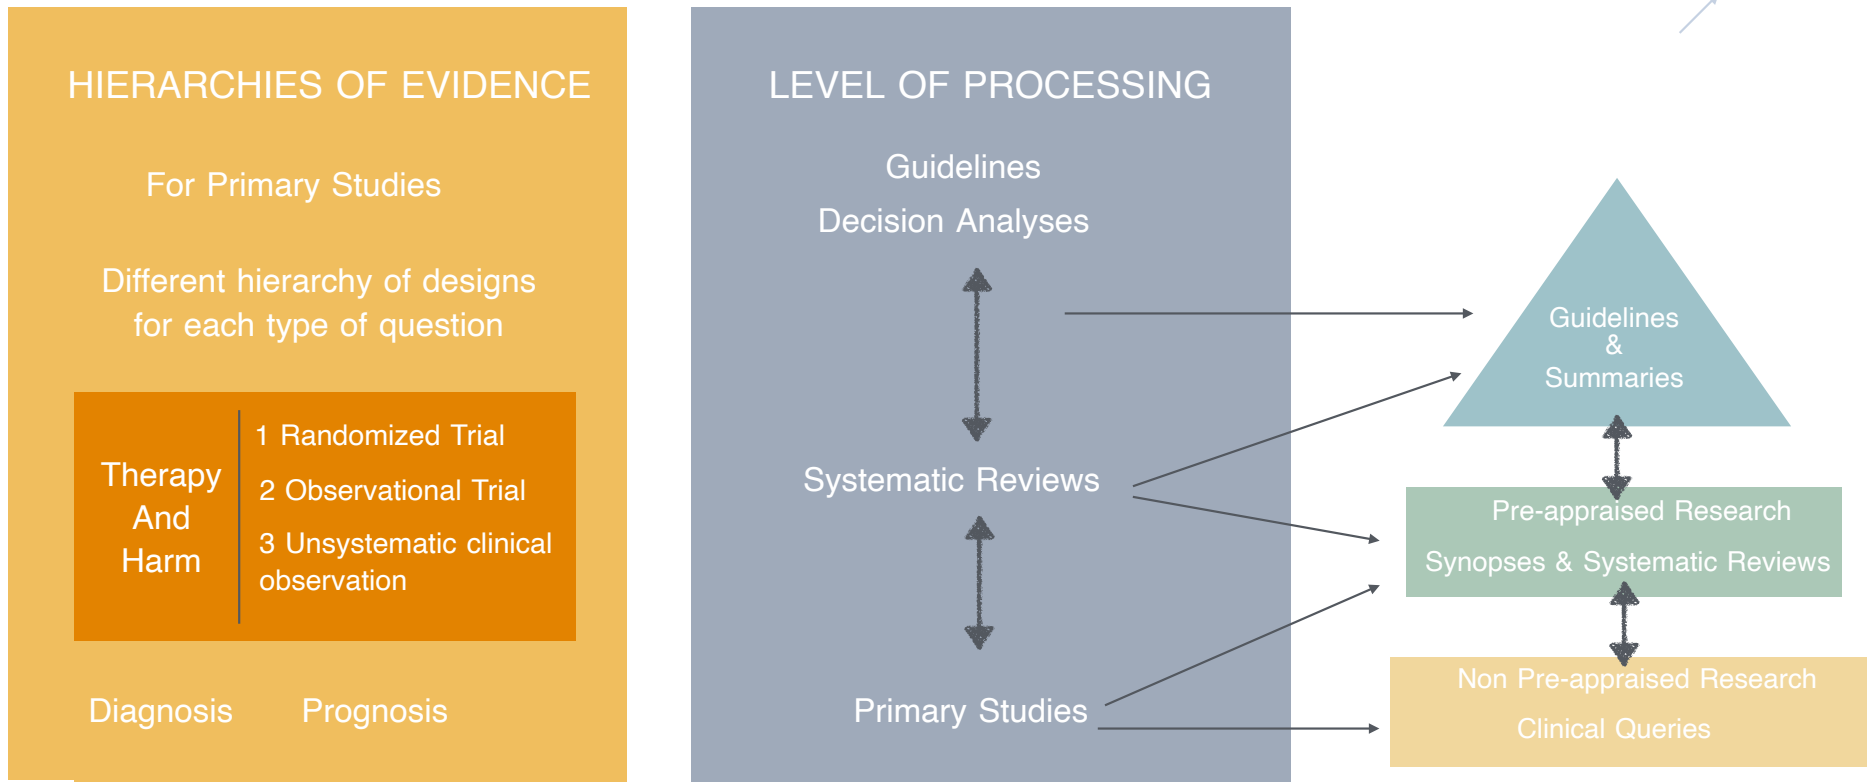 HIERARCHIES OF EVIDENCE
For Primary Studies
Different hierarchy of designs
for each type of question
Therapy
And
Harm
1 Randomized Trial
2 Observational Trial
3 Unsystematic clinical
observation
Diagnosis
Prognosis
LEVEL OF PROCESSING
Guidelines
Decision Analyses
Systematic Reviews
Primary Studies
Guidelines
&
Summaries
Pre-appraised Research
Synopses & Systematic Reviews
Non Pre-appraised Research
Clinical Queries